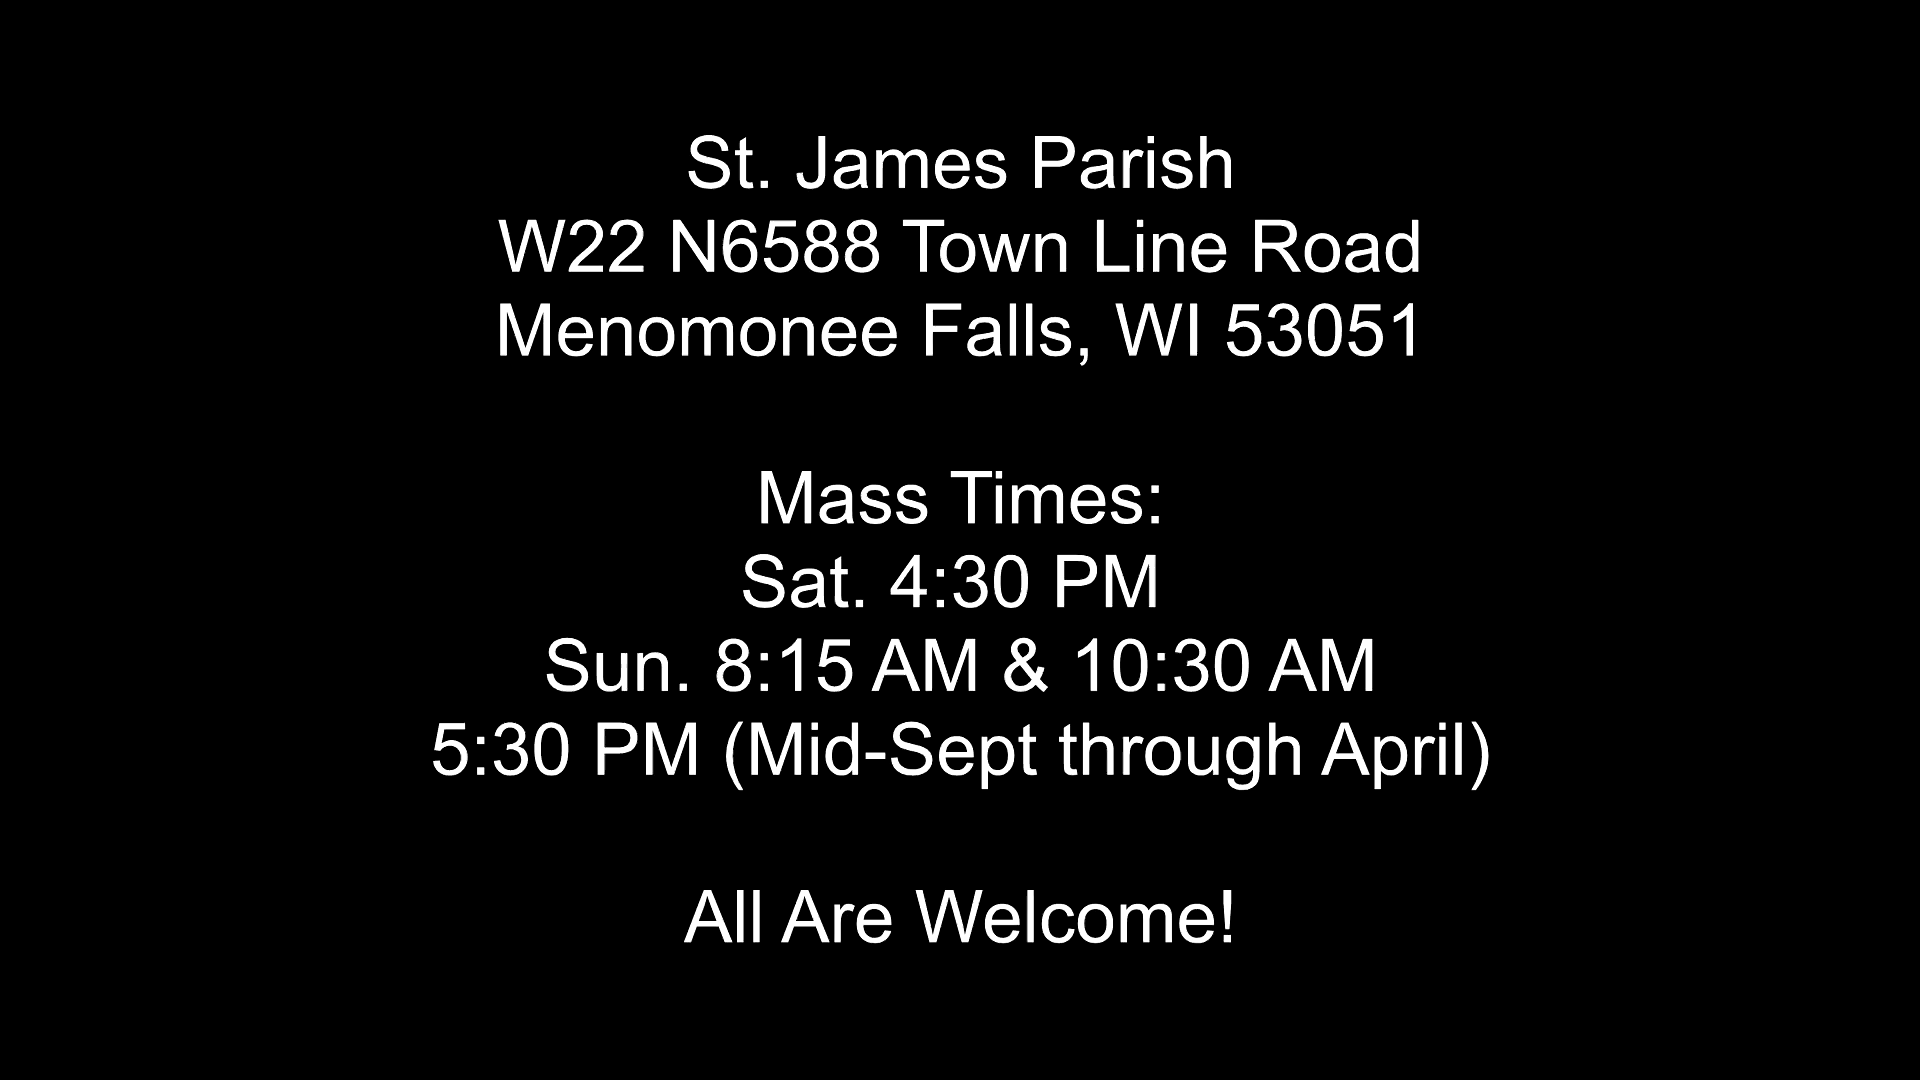 St. James Parish
W22 N6588 Town Line Road
Menomonee Falls, WI 53051
Mass Times:
Sat. 4:30 PM
Sun. 8:15 AM & 10:30 AM
5:30 PM (Mid-Sept through April)
All Are Welcome!